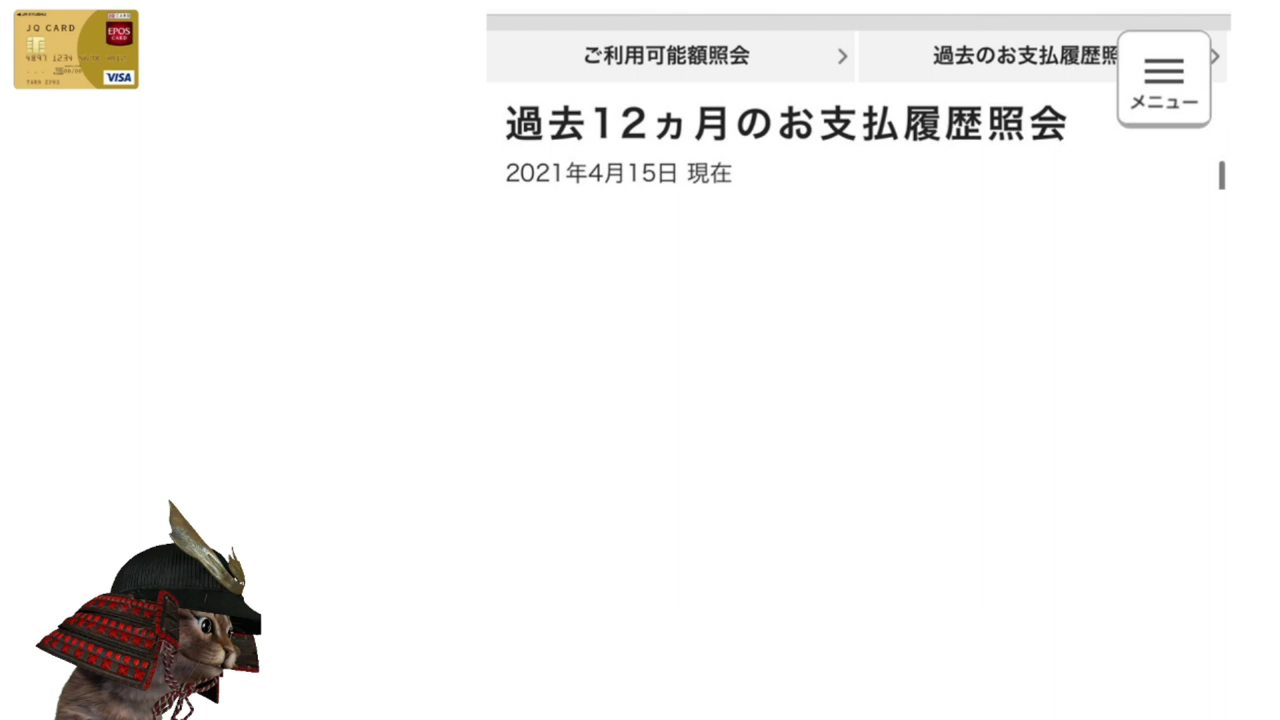 JQ CARD
EPOS
CARD
VISA
ご利用可能額照会
過去のお支払履歴照
メニュー
過去12ヵ月のお支払履歴照会
2021年4月15日 現在